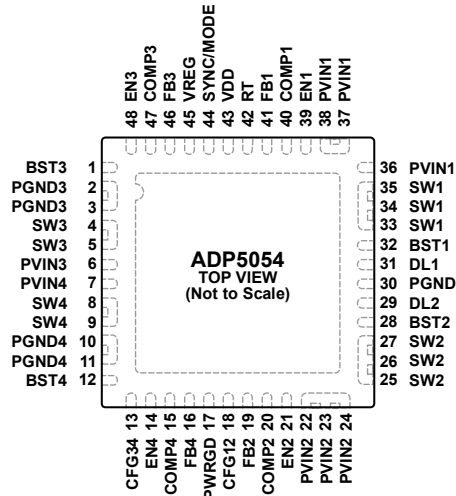 48 EN3
47 COMP3
46 FB3
45 VREG
44 SYNC/MODE
43 VDD
42 RT
41 FB1
40 COMP1
39 EN1
38 PVIN1
37 PVIN1
BST3 1
PGND3 2
PGND3 3
SW3 4
SW3 5
PVIN3 6
PVIN4 7
SW4 8
SW4 9
PGND4 10
PGND4 11
BST4 12
ADP5054
TOP VIEW
(Not to Scale)
36 PVIN1
35 SW1
34 SW1
33 SW1
32 BST1
31 DL1
30 PGND
29 DL2
28 BST2
27 SW2
26 SW2
25 SW2
CFG34 13
EN4 14
COMP4 15
FB4 16
PWRGD 17
CFG12 18
FB2 19
COMP2 20
EN2 21
PVIN2 22
PVIN2 23
PVIN2 24